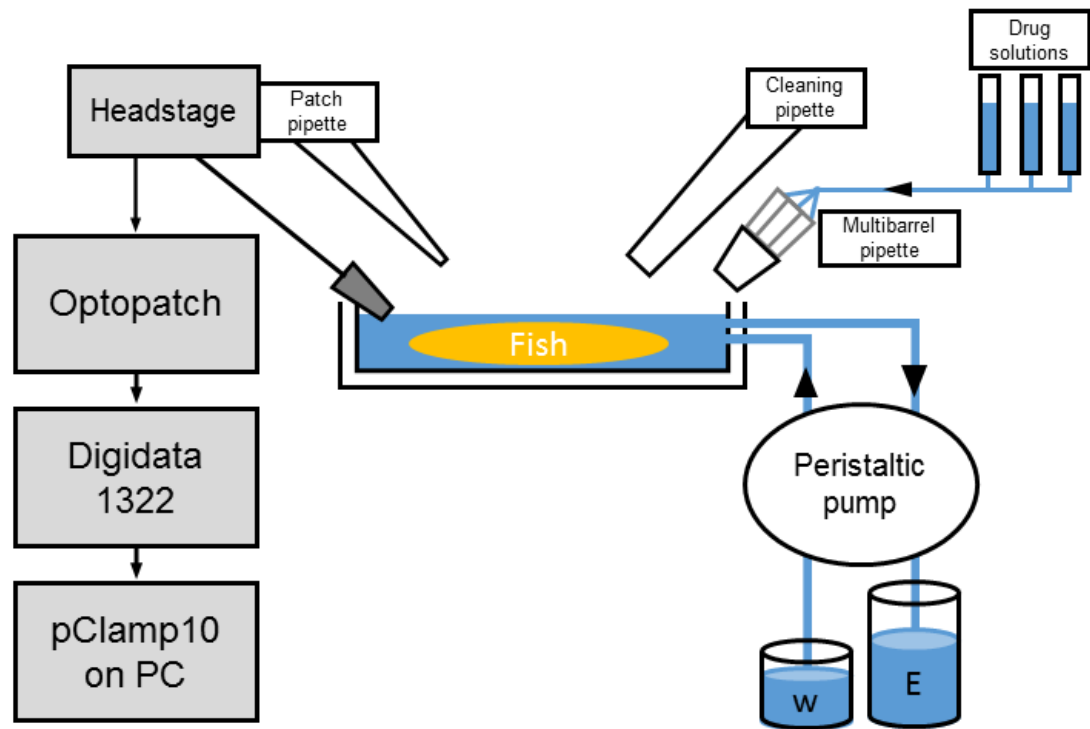 Drug
solutions
Headstage
Patch
pipette
Cleaning
pipette
Multibarrel
pipette
Optopatch
Fish
Digidata
1322
Peristaltic
pump
pClamp10
on PC
w
E